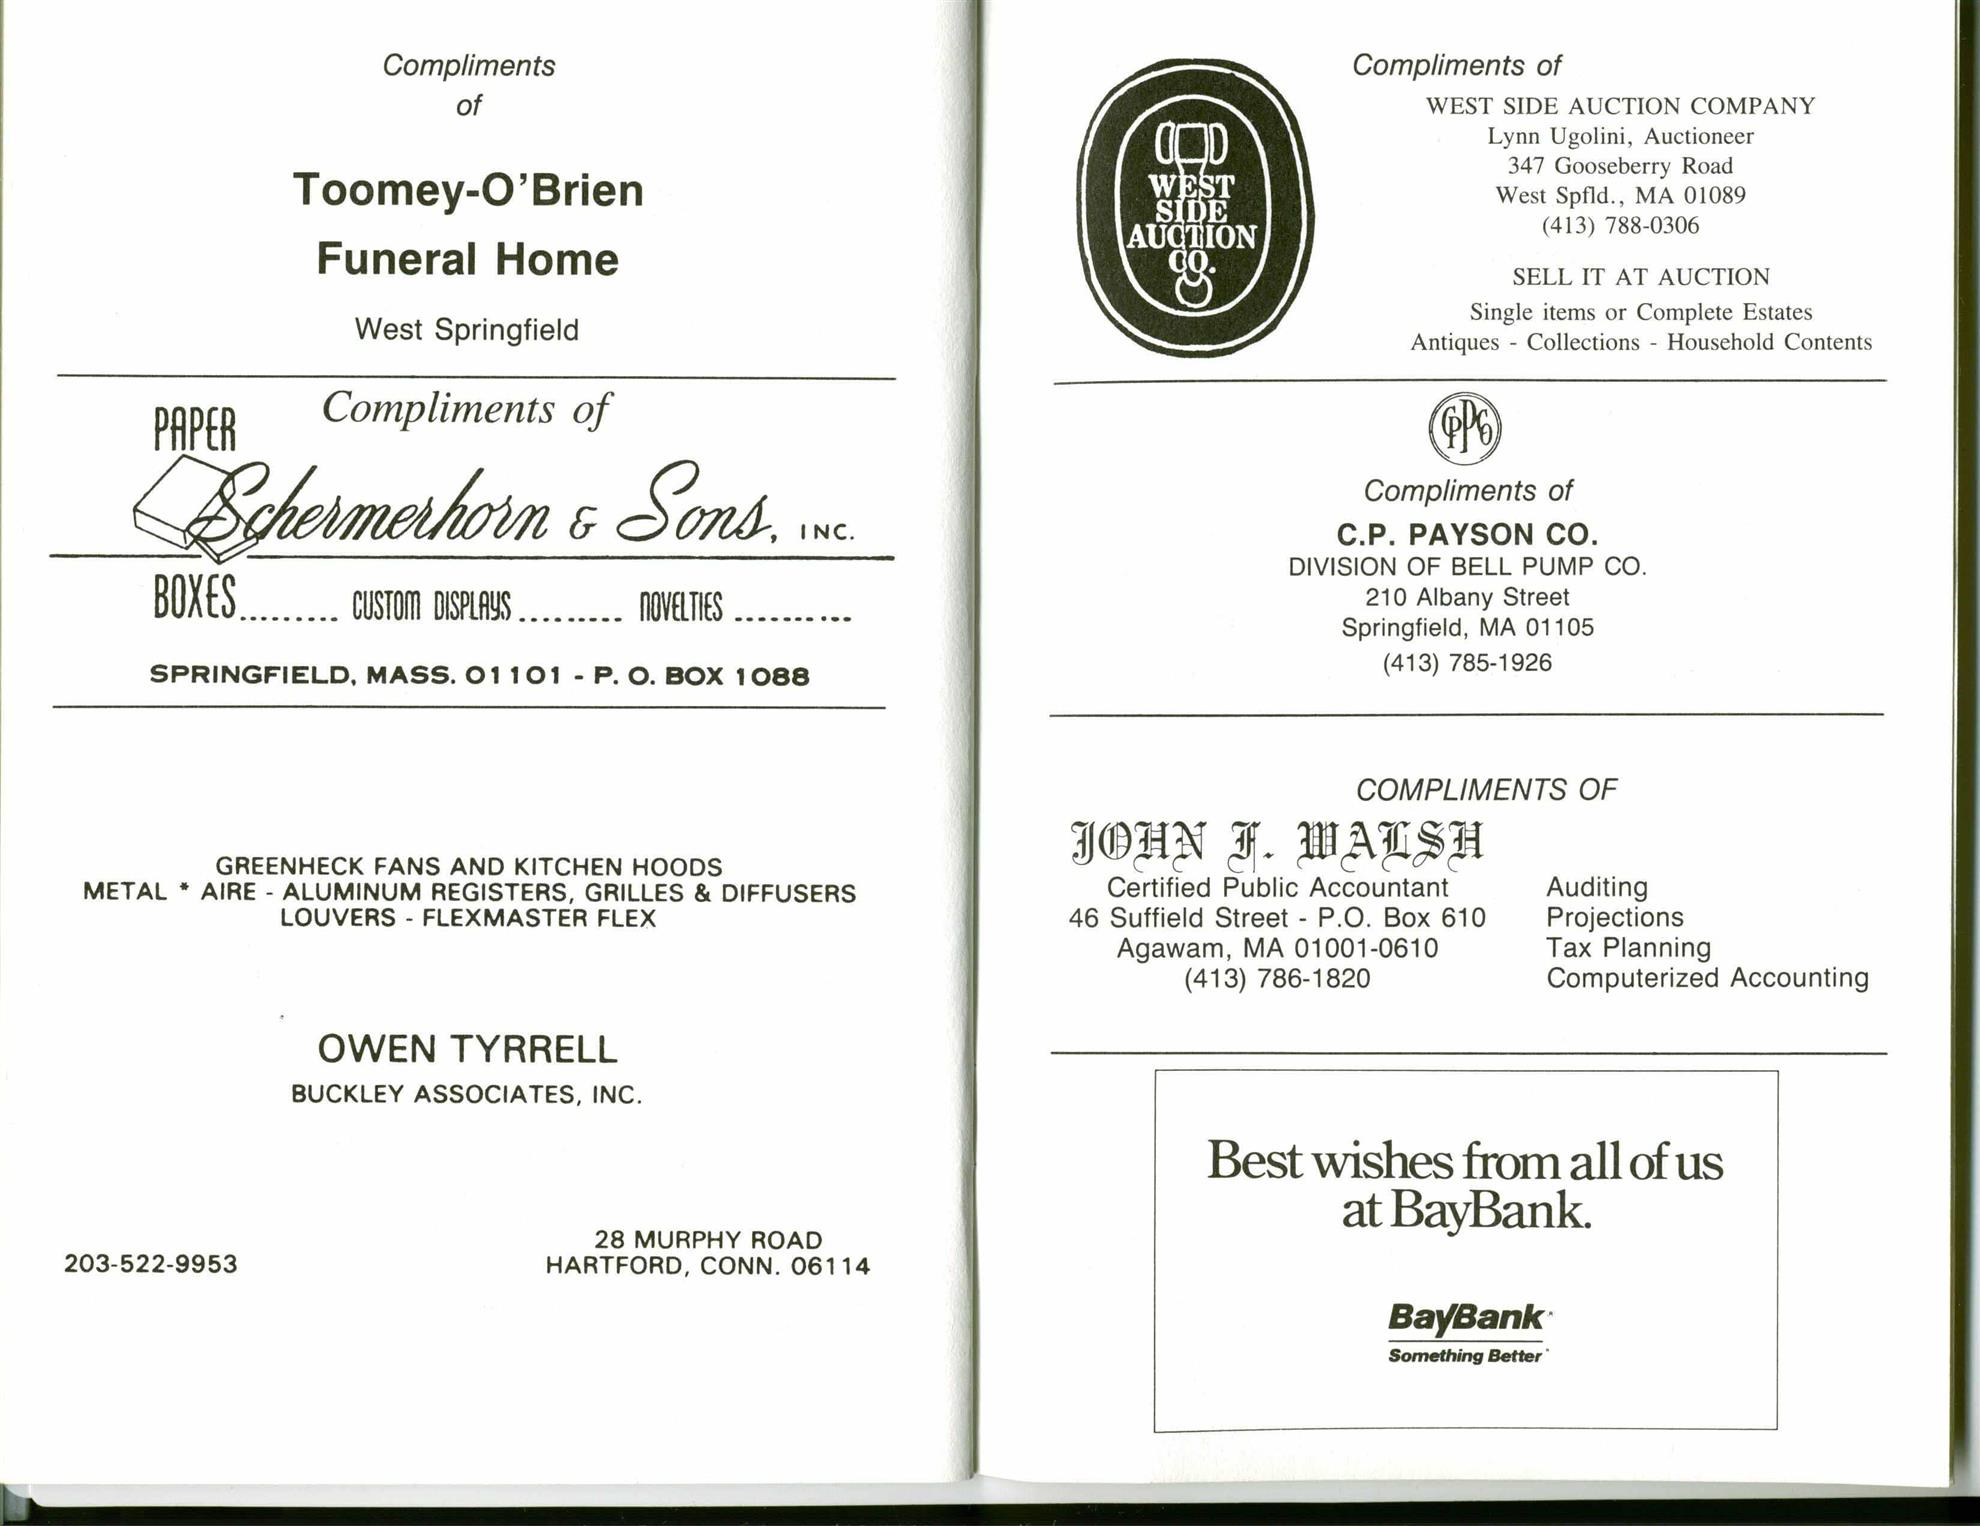 Compliments
of
Toomey-O'Brien
Funeral Home
West Springfield
Compliments of
PAPER
Schermerhorn & Sons, INC.
BOXES......... CUSTOM DISPLAYS.......... NOVELTIES ...........
SPRINGFIELD, MASS. 01101 - P. O. BOX 1088
GREENHECK FANS AND KITCHEN HOODS
METAL * AIRE - ALUMINUM REGISTERS, GRILLES & DIFFUSERS
LOUVERS - FLEXMASTER FLEX
OWEN TYRRELL
BUCKLEY ASSOCIATES, INC.
203-522-9953
28 MURPHY ROAD
HARTFORD, CONN. 06114
WEST
SIDE
AUCTION
CO.
Compliments of
WEST SIDE AUCTION COMPANY
Lynn Ugolini, Auctioneer
347 Gooseberry Road
West Spfld., MA 01089
(413) 788-0306
SELL IT AT AUCTION
Single items or Complete Estates
Antiques - Collections - Household Contents
CPPCO
Compliments of
C.P. PAYSON CO.
DIVISION OF BELL PUMP CO.
210 Albany Street
Springfield, MA 01105
(413) 785-1926
COMPLIMENTS OF
JOHN F. WALSH
Certified Public Accountant
46 Suffield Street - P.O. Box 610
Agawam, MA 01001-0610
(413) 786-1820
Auditing
Projections
Tax Planning
Computerized Accounting
Best wishes from all of us
at BayBank.
BayBank
Something Better